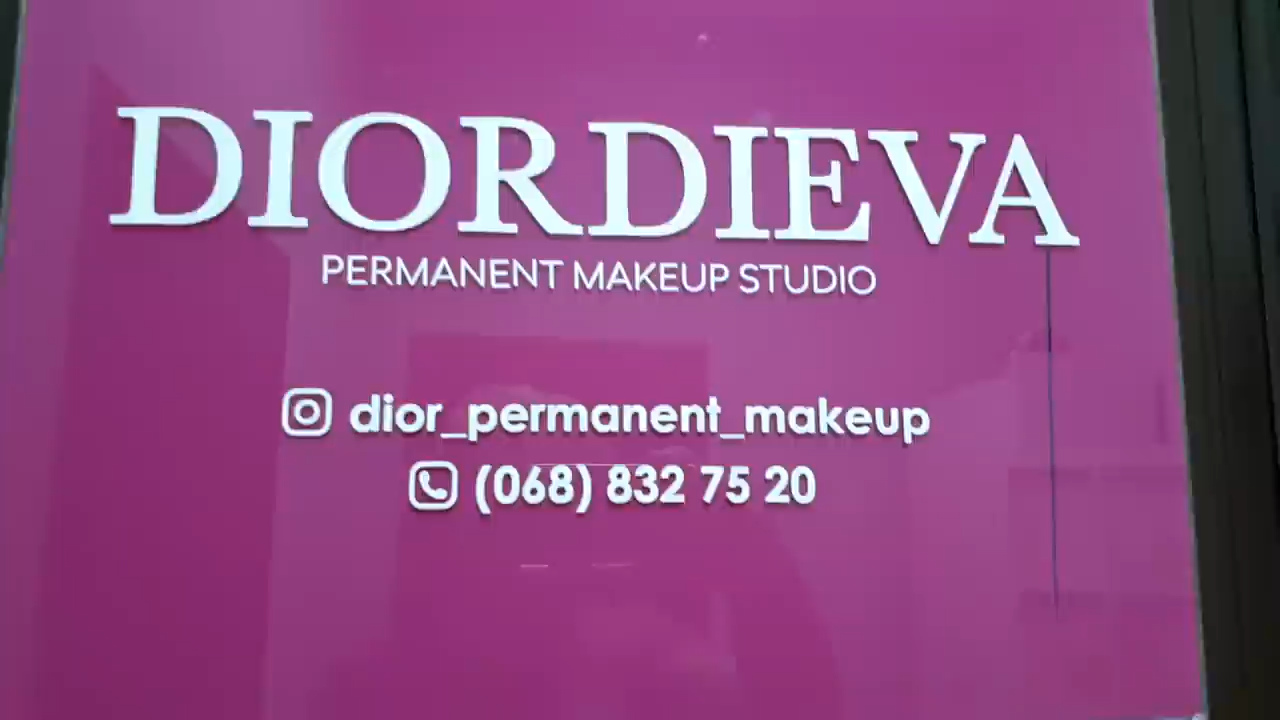 DIORDIEVA
PERMANENT MAKEUP STUDIO
dior_permanent_makeup
(068) 832 75 20